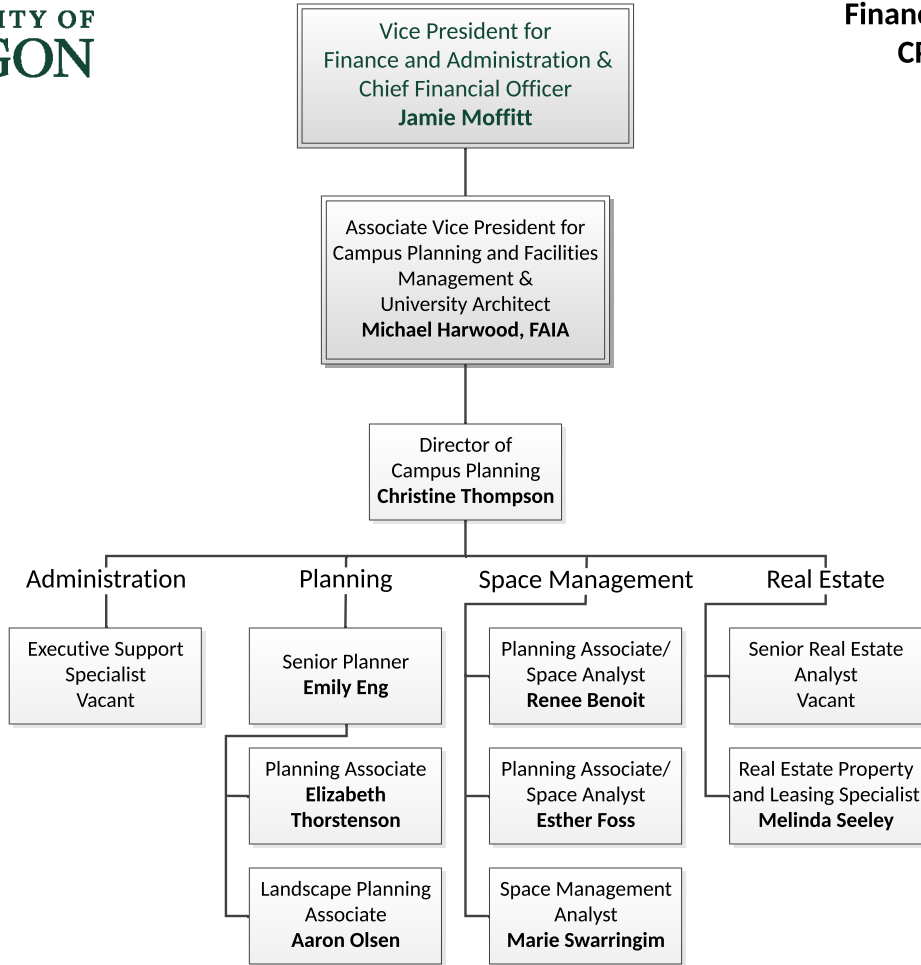 ITY OF
GON
Financ
CP
Vice President for
Finance and Administration &
Chief Financial Officer
Jamie Moffitt
Associate Vice President for
Campus Planning and Facilities
Management &
University Architect
Michael Harwood, FAIA
Director of
Campus Planning
Christine Thompson
Administration
Planning
Space Management
Real Estate
Executive Support
Specialist
Vacant
Senior Planner
Emily Eng
Planning Associate
Elizabeth
Thorstenson
Landscape Planning
Associate
Aaron Olsen
Planning Associate/
Space Analyst
Renee Benoit
Planning Associate/
Space Analyst
Esther Foss
Space Management
Analyst
Marie Swarringim
Senior Real Estate
Analyst
Vacant
Real Estate Property
and Leasing Specialist
Melinda Seeley